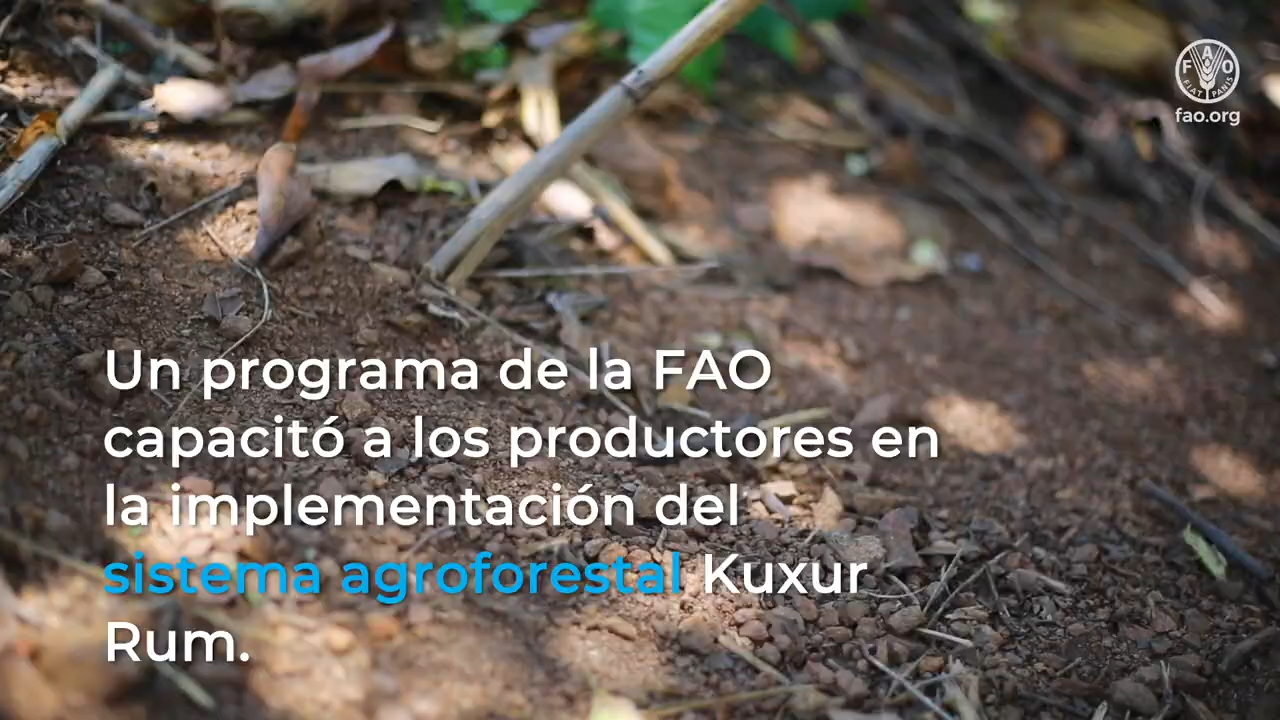 F A O
FIAT PANIS
fao.org
Un programa de la FAO
capacitó a los productores en
la implementación del
sistema agroforestal Kuxur
Rum.